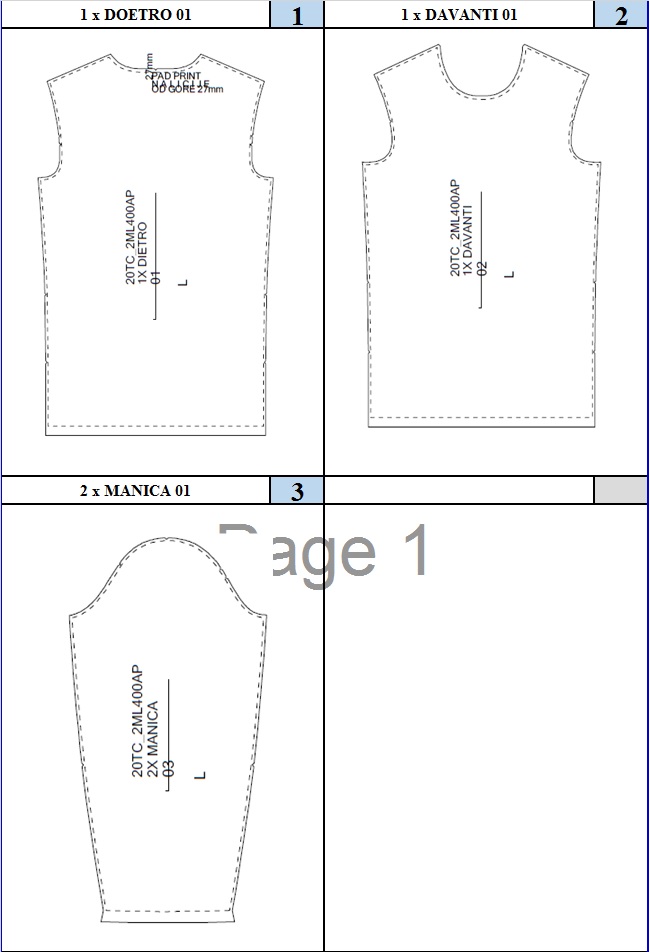 1 x DOETRO 01
1
1 x DAVANTI 01
2
27mm
PAD PRINT
NALICIJE
OD GORE 27mm
20TC_2ML400AP
1X DIETRO
01
L
20TC_2ML400AP
1X DAVANTI
02
L
2 x MANICA 01
3
Page 1
20TC_2ML400AP
2X MANICA
03
L